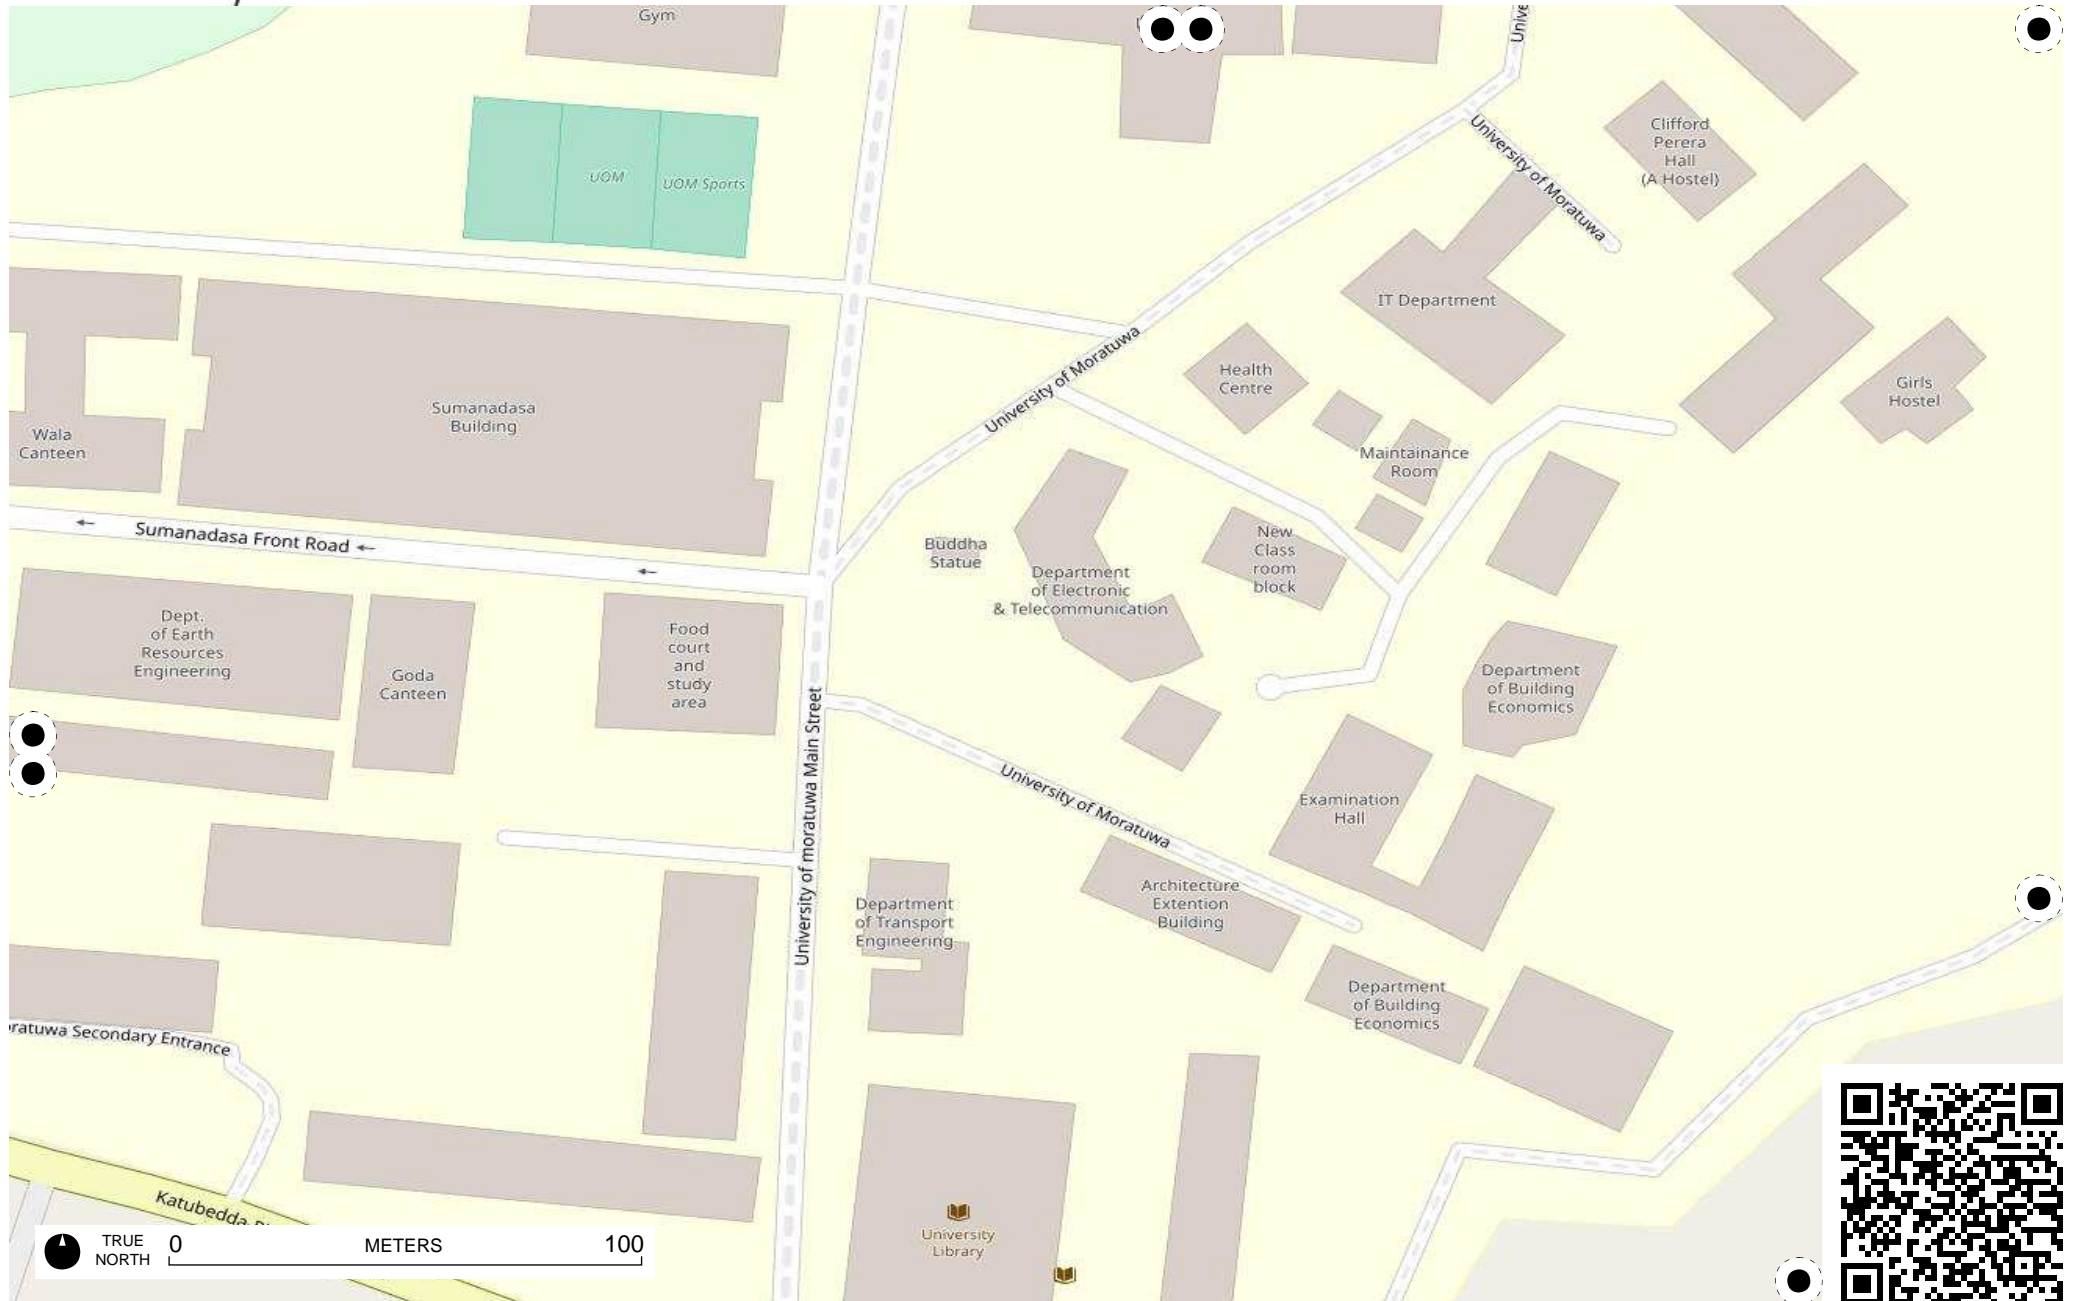 Gym
Unive
UOM
UOM Sports
Clifford
Perera
Hall
(A Hostel)
University of Moratuwa
IT Department
Health
Centre
Girls
Hostel
University of Moratuwa
Sumanadasa
Building
Wala
Canteen
Maintainance
Room
Sumanadasa Front Road
Buddha
Statue
New
Class
room
block
Department
of Electronic
& Telecommunication
Dept.
of Earth
Resources
Engineering
Goda
Canteen
Food
court
and
study
area
Department
of Building
Economics
University of moratuwa Main Street
University of Moratuwa
Examination
Hall
Architecture
Extention
Building
Department
of Transport
Engineering
Department
of Building
Economics
oratuwa Secondary Entrance
Katubedda
University
Library
TRUE
NORTH
0 METERS 100